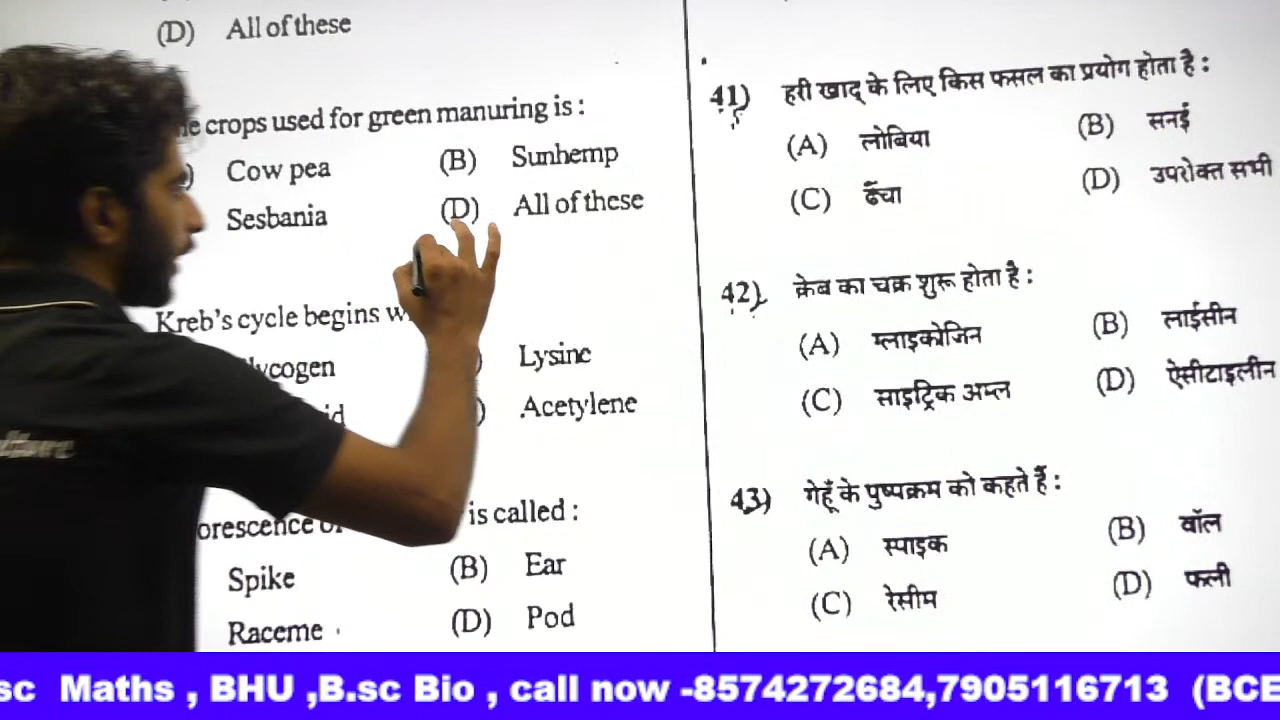 (D) All of these
crops used for green manuring is :
Cow pea (B) Sunhemp
Sesbania (D) All of these
Kreb's cycle begins
Lysine
Acetylene
is called :
Spike (B) Ear
Raceme (D) Pod
41) हरी खाद् के लिए किस फसल का प्रयोग होता है :
(A) लोबिया (B) सनई
(C) ढैंचा (D) उपरोक्त सभी
42) क्रेब का चक्र शुरू होता है :
(A) ग्लाइकोजिन (B) लाईसीन
(C) साइट्रिक अम्ल (D) ऐसीटाइलीन
43) गेहूँ के पुष्पक्रम को कहते हैं :
(A) स्पाइक (B) बॉल
(C) रेसीम (D) फली
Maths , BHU ,B.sc Bio , call now -8574272684,7905116713